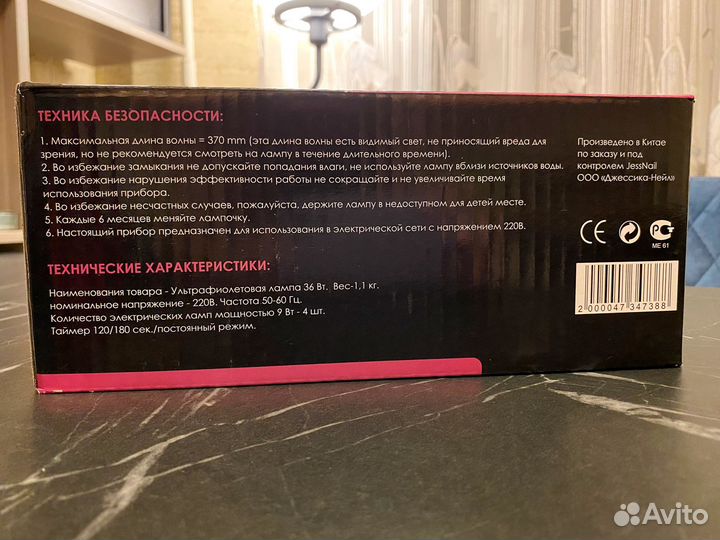 ТЕХНИКА БЕЗОПАСНОСТИ:
1. Максимальная длина волны = 370 mm (эта длина волны есть видимый свет, не приносящий вреда для
зрения, но не рекомендуется смотреть на лампу в течение длительного времени).
2. Во избежание замыкания не допускайте попадания влаги, не используйте лампу вблизи источников воды.
3. Во избежание нарушения эффективности работы не сокращайте и не увеличивайте время
использования прибора.
4. Во избежание несчастных случаев, пожалуйста, держите лампу в недоступном для детей месте.
5. Каждые 6 месяцев меняйте лампочку.
6. Настоящий прибор предназначен для использования в электрической сети с напряжением 220В.
ТЕХНИЧЕСКИЕ ХАРАКТЕРИСТИКИ:
Наименования товара - Ультрафиолетовая лампа 36 Вт. Вес-1,1 кг.
номинальное напряжение - 220В. Частота 50-60 Гц.
Количество электрических ламп мощностью 9 Вт - 4 шт.
Таймер 120/180 сек./постоянный режим.
Произведено в Китае
по заказу и под
контролем JessNail
ООО «Джессика-Нейл»
CE
РСТ
ME 61
2 000047 347388
Avito